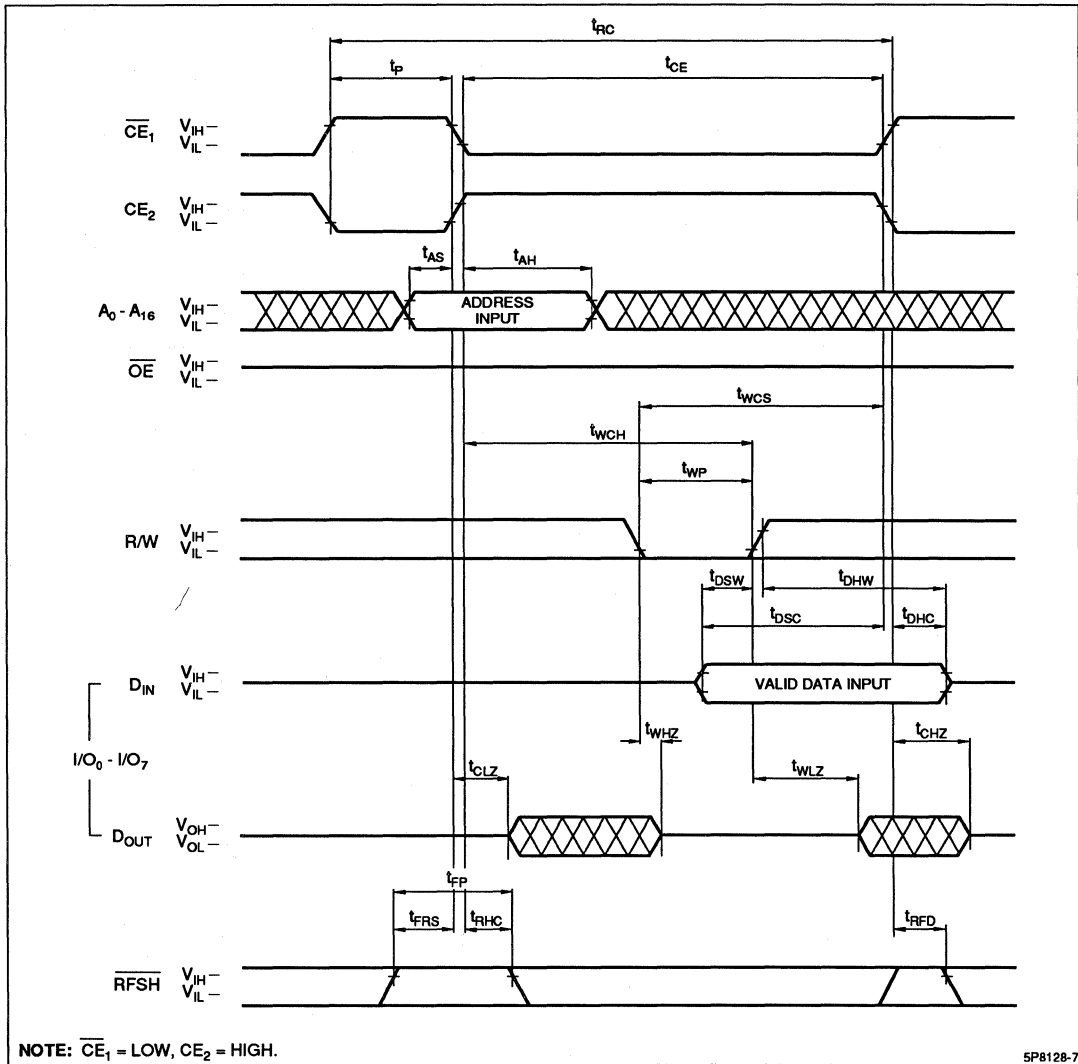 tRC
tP tCE
CE1 VIH
VIL
CE2 VIH
VIL
tAS tAH
A0 - A16 VIH
VIL
ADDRESS
INPUT
OE VIH
VIL
tWCS
tWCH
tWP
R/W VIH
VIL
tDSW tDHW
tDSC tDHC
DIN VIH
VIL
VALID DATA INPUT
I/O0 - I/O7
tWHZ tCHZ
tCLZ tWLZ
DOUT VOH
VOL
tFP
tFRS tRHC tRFD
RFSH VIH
VIL
NOTE: CE1 = LOW, CE2 = HIGH.
5P8128-7